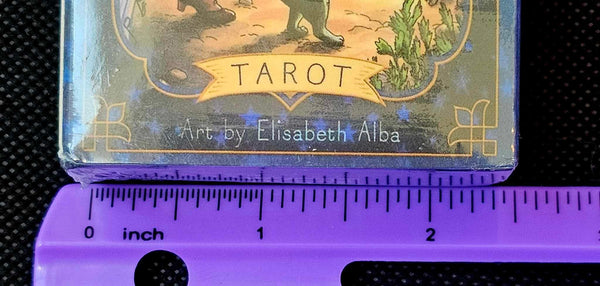 TAROT
Art by Elisabeth Alba
0 inch 1 2